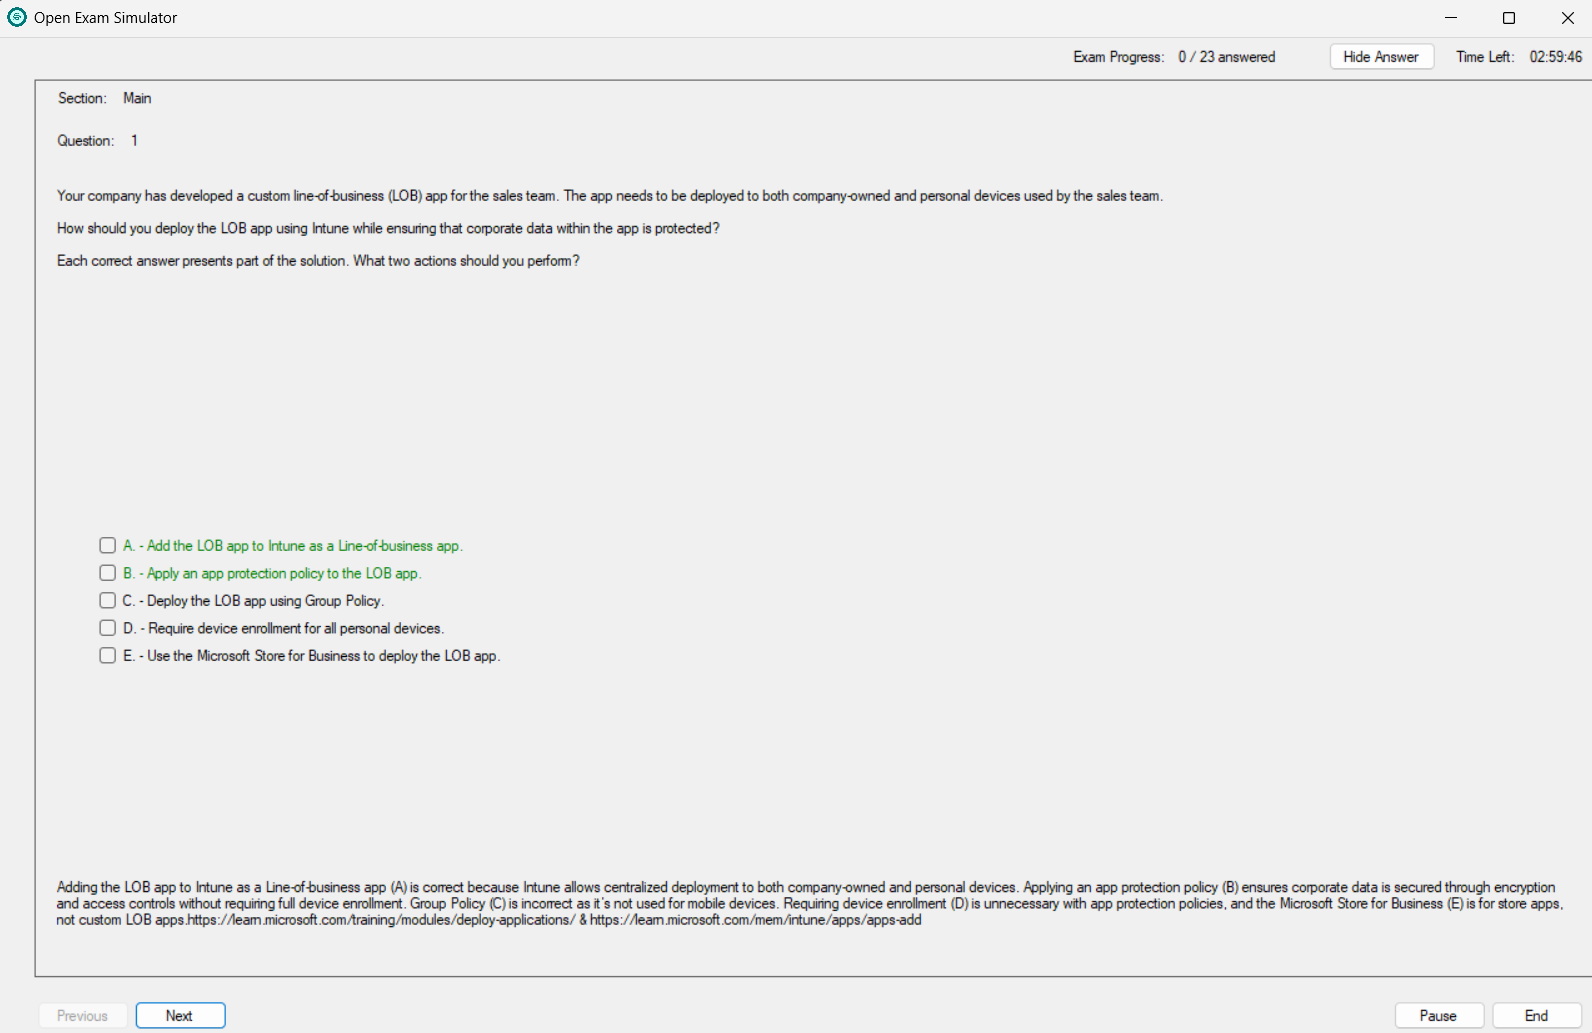 Open Exam Simulator
Exam Progress: 0 / 23 answered Hide Answer Time Left: 02:59:46
Section: Main
Question: 1
Your company has developed a custom line-of-business (LOB) app for the sales team. The app needs to be deployed to both company-owned and personal devices used by the sales team.
How should you deploy the LOB app using Intune while ensuring that corporate data within the app is protected?
Each correct answer presents part of the solution. What two actions should you perform?
A. - Add the LOB app to Intune as a Line-of-business app.
B. - Apply an app protection policy to the LOB app.
C. - Deploy the LOB app using Group Policy.
D. - Require device enrollment for all personal devices.
E. - Use the Microsoft Store for Business to deploy the LOB app.
Adding the LOB app to Intune as a Line-of-business app (A) is correct because Intune allows centralized deployment to both company-owned and personal devices. Applying an app protection policy (B) ensures corporate data is secured through encryption
and access controls without requiring full device enrollment. Group Policy (C) is incorrect as it's not used for mobile devices. Requiring device enrollment (D) is unnecessary with app protection policies, and the Microsoft Store for Business (E) is for store apps,
not custom LOB apps.https://learn.microsoft.com/training/modules/deploy-applications/ & https://learn.microsoft.com/mem/intune/apps/apps-add
Previous Next Pause End